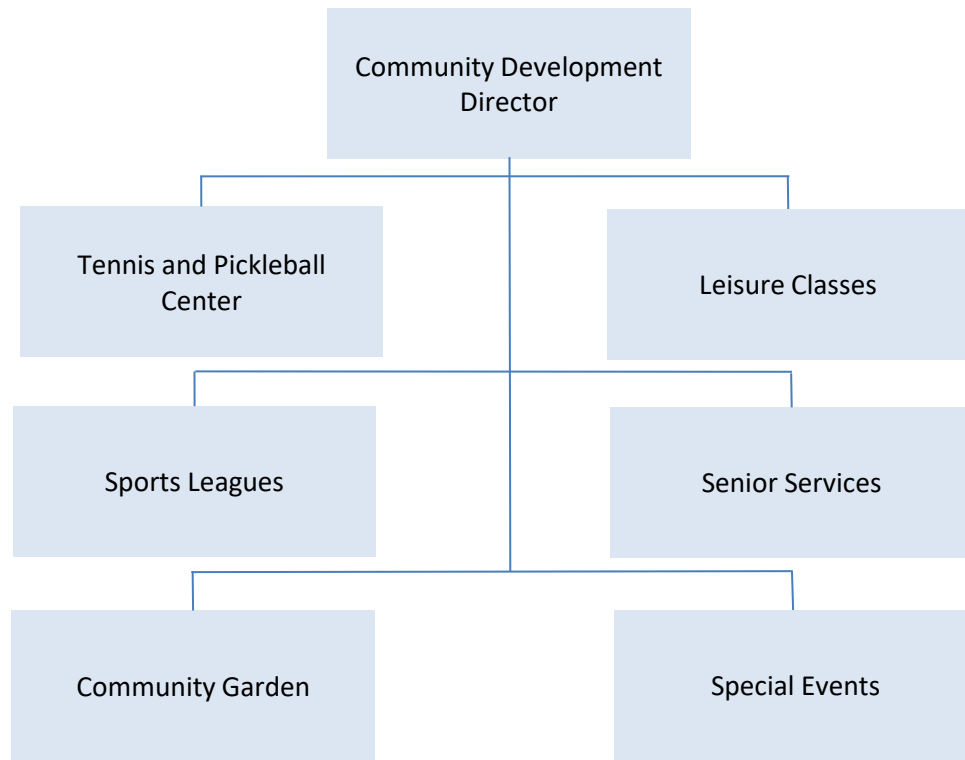 Community Development
Director
Tennis and Pickleball
Center
Leisure Classes
Sports Leagues
Senior Services
Community Garden
Special Events